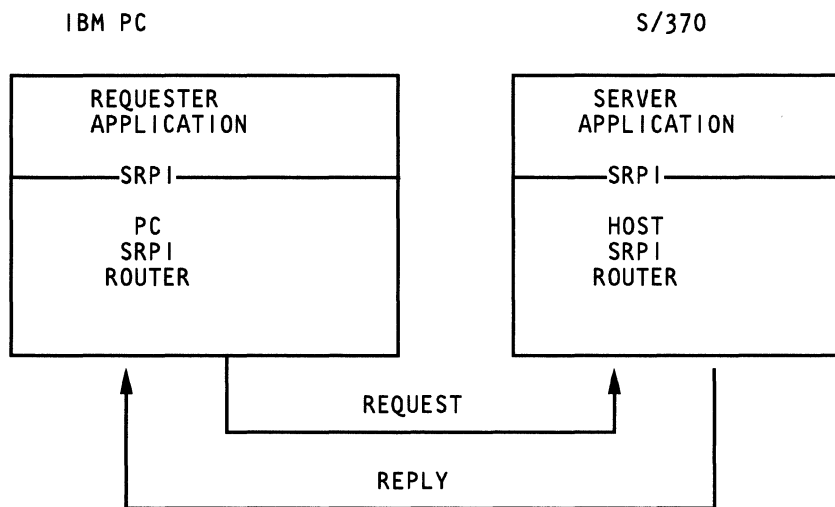 IBM PC
REQUESTER
APPLICATION
SRPI
PC
SRPI
ROUTER
S/370
SERVER
APPLICATION
SRPI
HOST
SRPI
ROUTER
REQUEST
REPLY